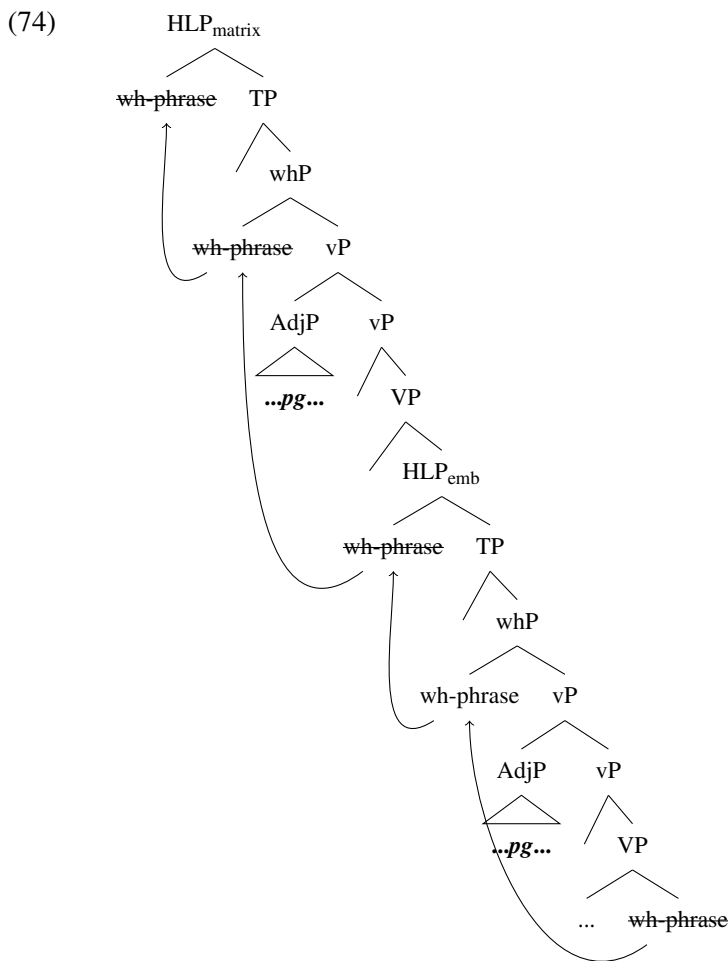 (74)
HLPmatrix
wh-phrase TP
whP
wh-phrase vP
AdjP vP
...pg... VP
HLPemb
wh-phrase TP
whP
wh-phrase vP
AdjP vP
...pg... VP
... wh-phrase